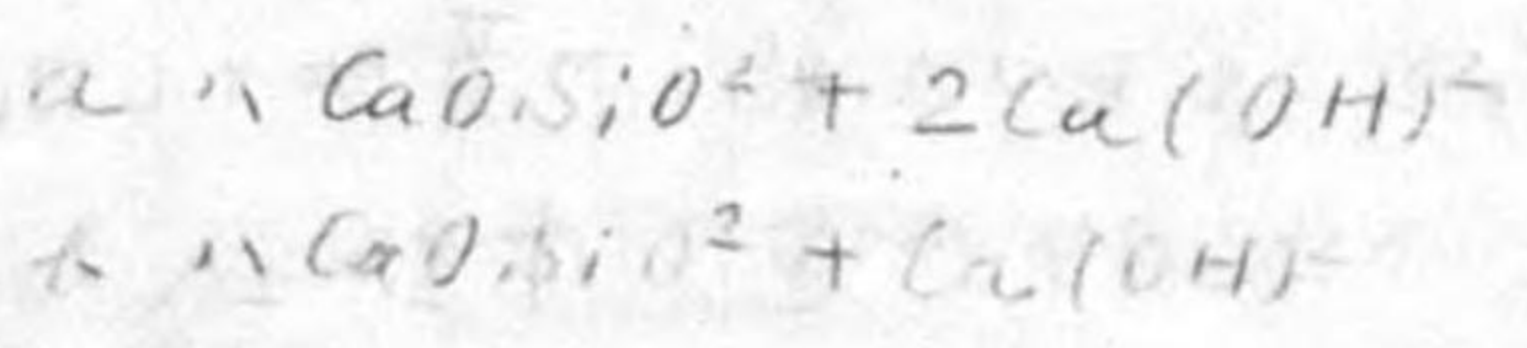 a " CaO.SiO² + 2Ca(OH)²
" CaO.SiO² + Ca(OH)²